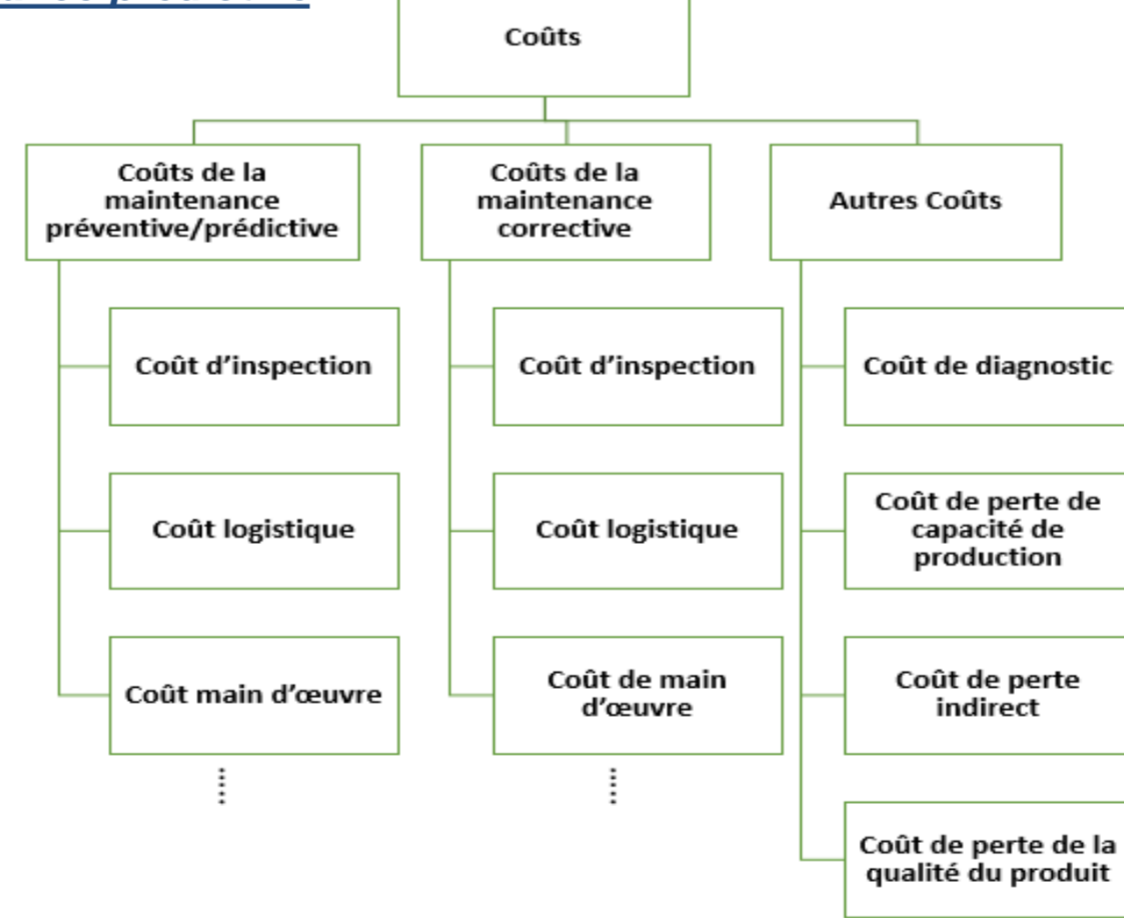 Coûts
Coûts de la
maintenance
préventive/prédictive
Coûts de la
maintenance
corrective
Autres Coûts
Coût d’inspection
Coût d’inspection
Coût de diagnostic
Coût logistique
Coût logistique
Coût de perte de
capacité de
production
Coût main d’œuvre
Coût de main
d’œuvre
Coût de perte
indirect
Coût de perte de la
qualité du produit